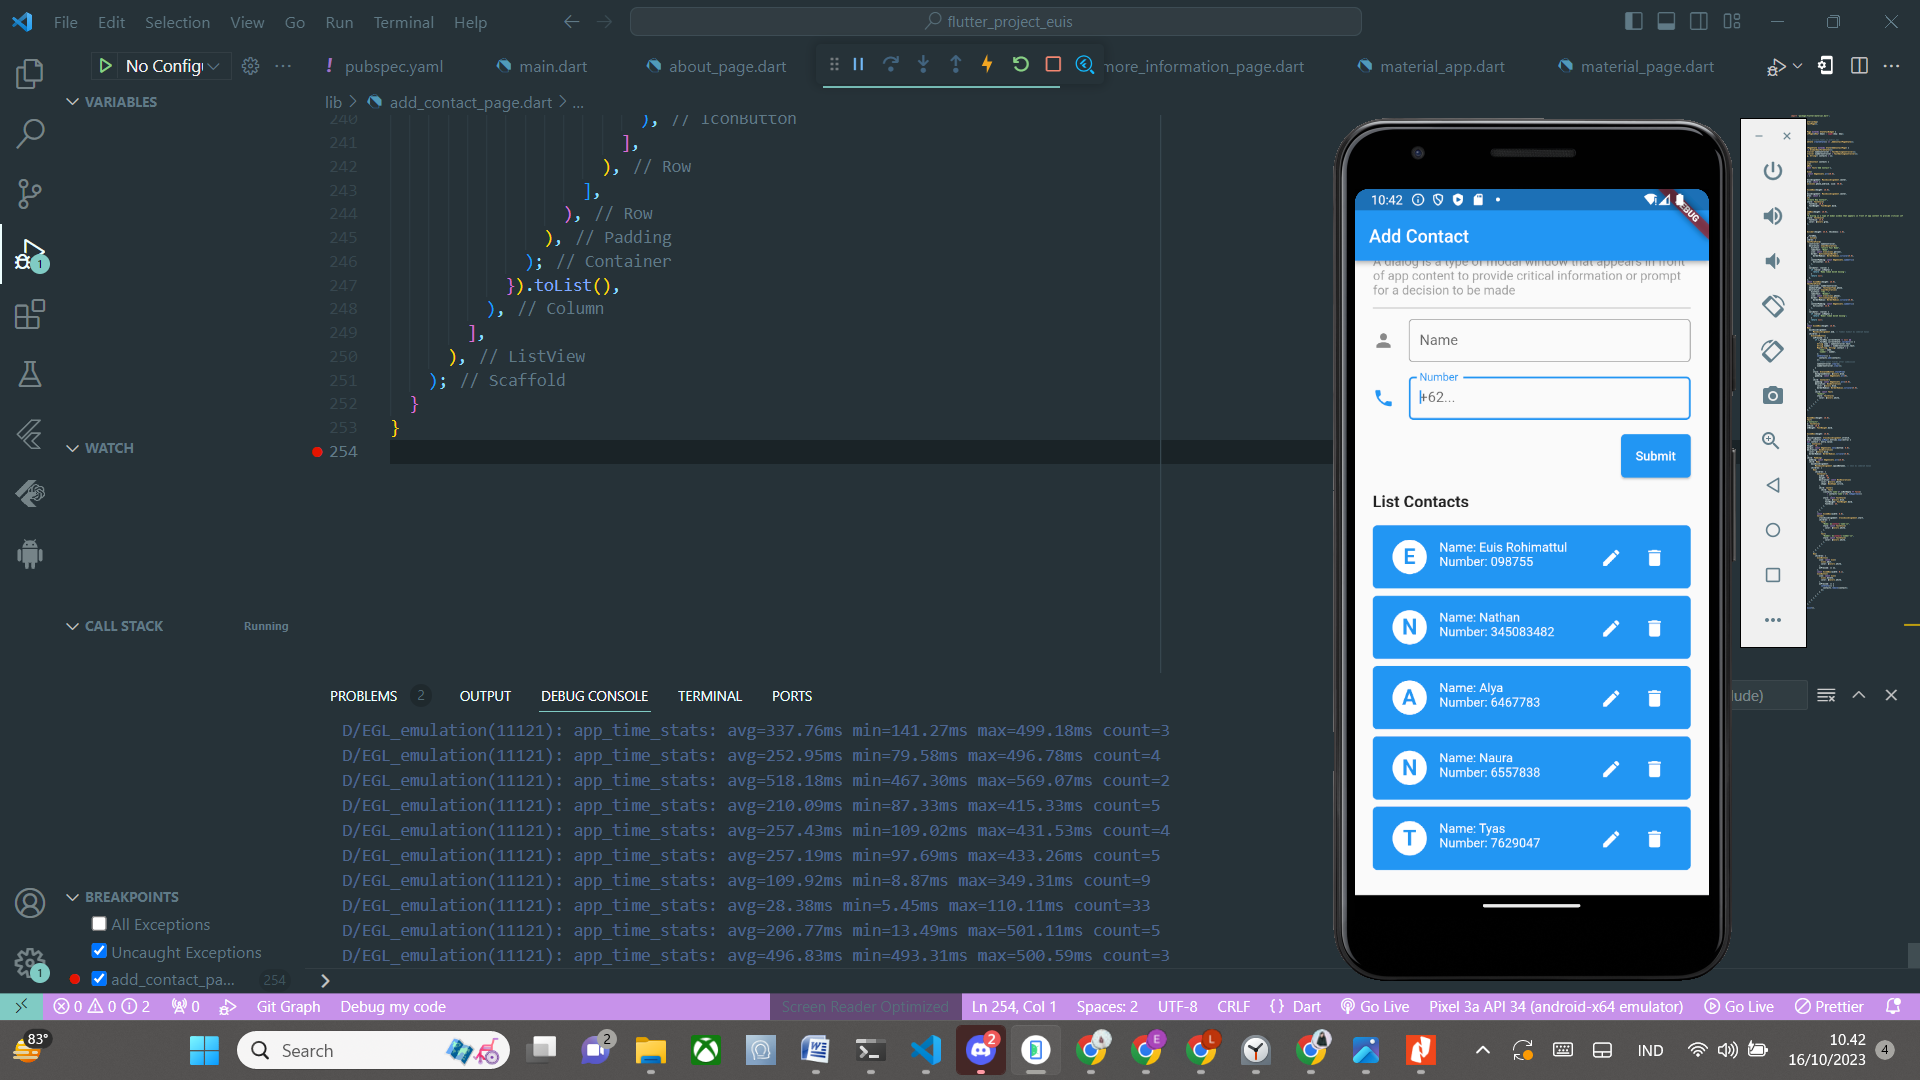 File Edit Selection View Go Run Terminal Help
flutter_project_euis
No Config
pubspec.yaml
main.dart
about_page.dart
more_information_page.dart
material_app.dart
material_page.dart
VARIABLES
lib > add_contact_page.dart > ...
240 ), // IconButton
241 ],
242 ), // Row
243 ],
244 ), // Row
245 ), // Padding
246 ); // Container
247 }).toList(),
248 ), // Column
249 ],
250 ), // ListView
251 ); // Scaffold
252 }
253 }
254
WATCH
CALL STACK
Running
BREAKPOINTS
All Exceptions
Uncaught Exceptions
add_contact_pa... 254
PROBLEMS 2 OUTPUT DEBUG CONSOLE TERMINAL PORTS
lude)
D/EGL_emulation(11121): app_time_stats: avg=337.76ms min=141.27ms max=499.18ms count=3
D/EGL_emulation(11121): app_time_stats: avg=252.95ms min=79.58ms max=496.78ms count=4
D/EGL_emulation(11121): app_time_stats: avg=518.18ms min=467.30ms max=569.07ms count=2
D/EGL_emulation(11121): app_time_stats: avg=210.09ms min=87.33ms max=415.33ms count=5
D/EGL_emulation(11121): app_time_stats: avg=257.43ms min=109.02ms max=431.53ms count=4
D/EGL_emulation(11121): app_time_stats: avg=257.19ms min=97.69ms max=433.26ms count=5
D/EGL_emulation(11121): app_time_stats: avg=109.92ms min=8.87ms max=349.31ms count=9
D/EGL_emulation(11121): app_time_stats: avg=28.38ms min=5.45ms max=110.11ms count=33
D/EGL_emulation(11121): app_time_stats: avg=200.77ms min=13.49ms max=501.11ms count=5
D/EGL_emulation(11121): app_time_stats: avg=496.83ms min=493.31ms max=500.59ms count=3
10:42
Add Contact
A dialog is a type of modal window that appears in front
of app content to provide critical information or prompt
for a decision to be made
Name
Number
+62...
Submit
List Contacts
E
Name: Euis Rohimattul
Number: 098755
N
Name: Nathan
Number: 345083482
A
Name: Alya
Number: 6467783
N
Name: Naura
Number: 6557838
T
Name: Tyas
Number: 7629047
0 0 2 0 Git Graph Debug my code Screen Reader Optimized Ln 254, Col 1 Spaces: 2 UTF-8 CRLF {} Dart Go Live Pixel 3a API 34 (android-x64 emulator) Go Live Prettier
83°
Search
2
2
IND
10.42
16/10/2023
4